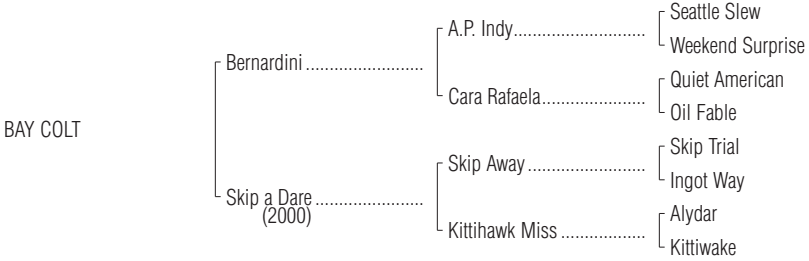 Seattle Slew
A.P. Indy..............................
Weekend Surprise
Bernardini ...........................
Quiet American
Cara Rafaela........................
Oil Fable
BAY COLT
Skip Trial
Skip Away...........................
Ingot Way
Skip a Dare .........................
(2000)
Alydar
Kittihawk Miss ...................
Kittiwake